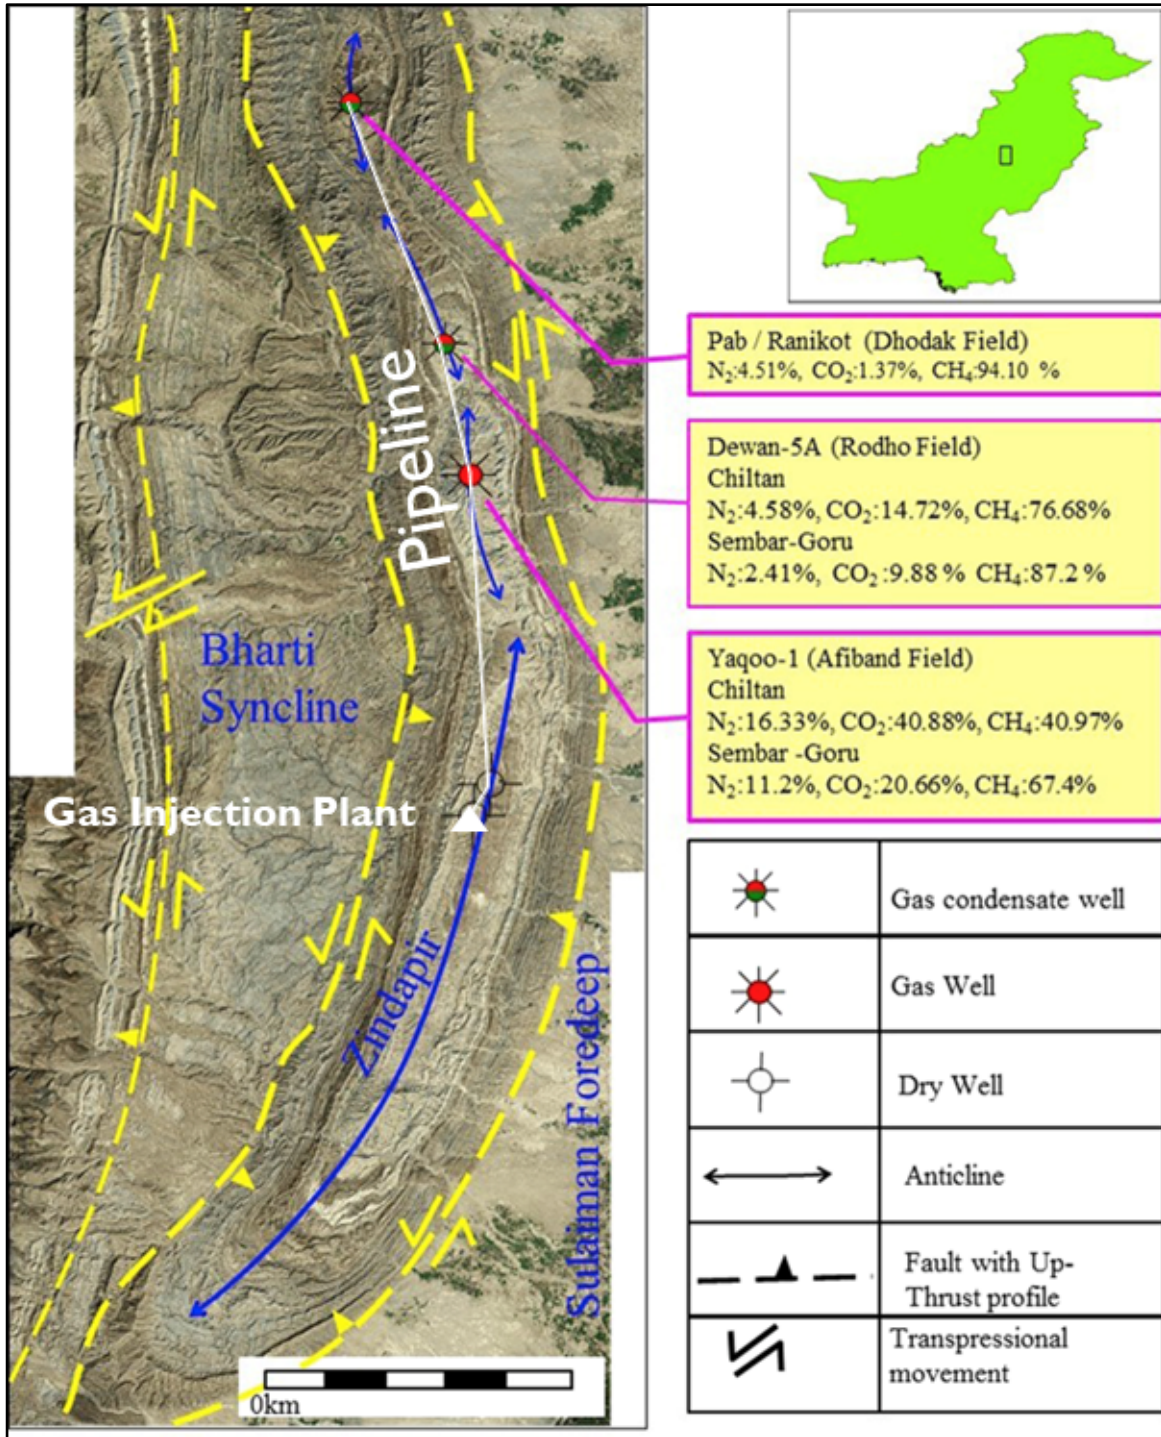 Pab / Ranikot (Dhodak Field)
N₂:4.51%, CO₂:1.37%, CH₄:94.10 %
Dewan-5A (Rodho Field)
Chiltan
N₂:4.58%, CO₂:14.72%, CH₄:76.68%
Sembar-Goru
N₂:2.41%, CO₂:9.88 % CH₄:87.2 %
Yaqoo-1 (Afiband Field)
Chiltan
N₂:16.33%, CO₂:40.88%, CH₄:40.97%
Sembar -Goru
N₂:11.2%, CO₂:20.66%, CH₄:67.4%
Pipeline
Bharti
Syncline
Gas Injection Plant
Zindapir
Sulaiman Foredeep
0km
Gas condensate well
Gas Well
Dry Well
Anticline
Fault with Up-
Thrust profile
Transpressional
movement